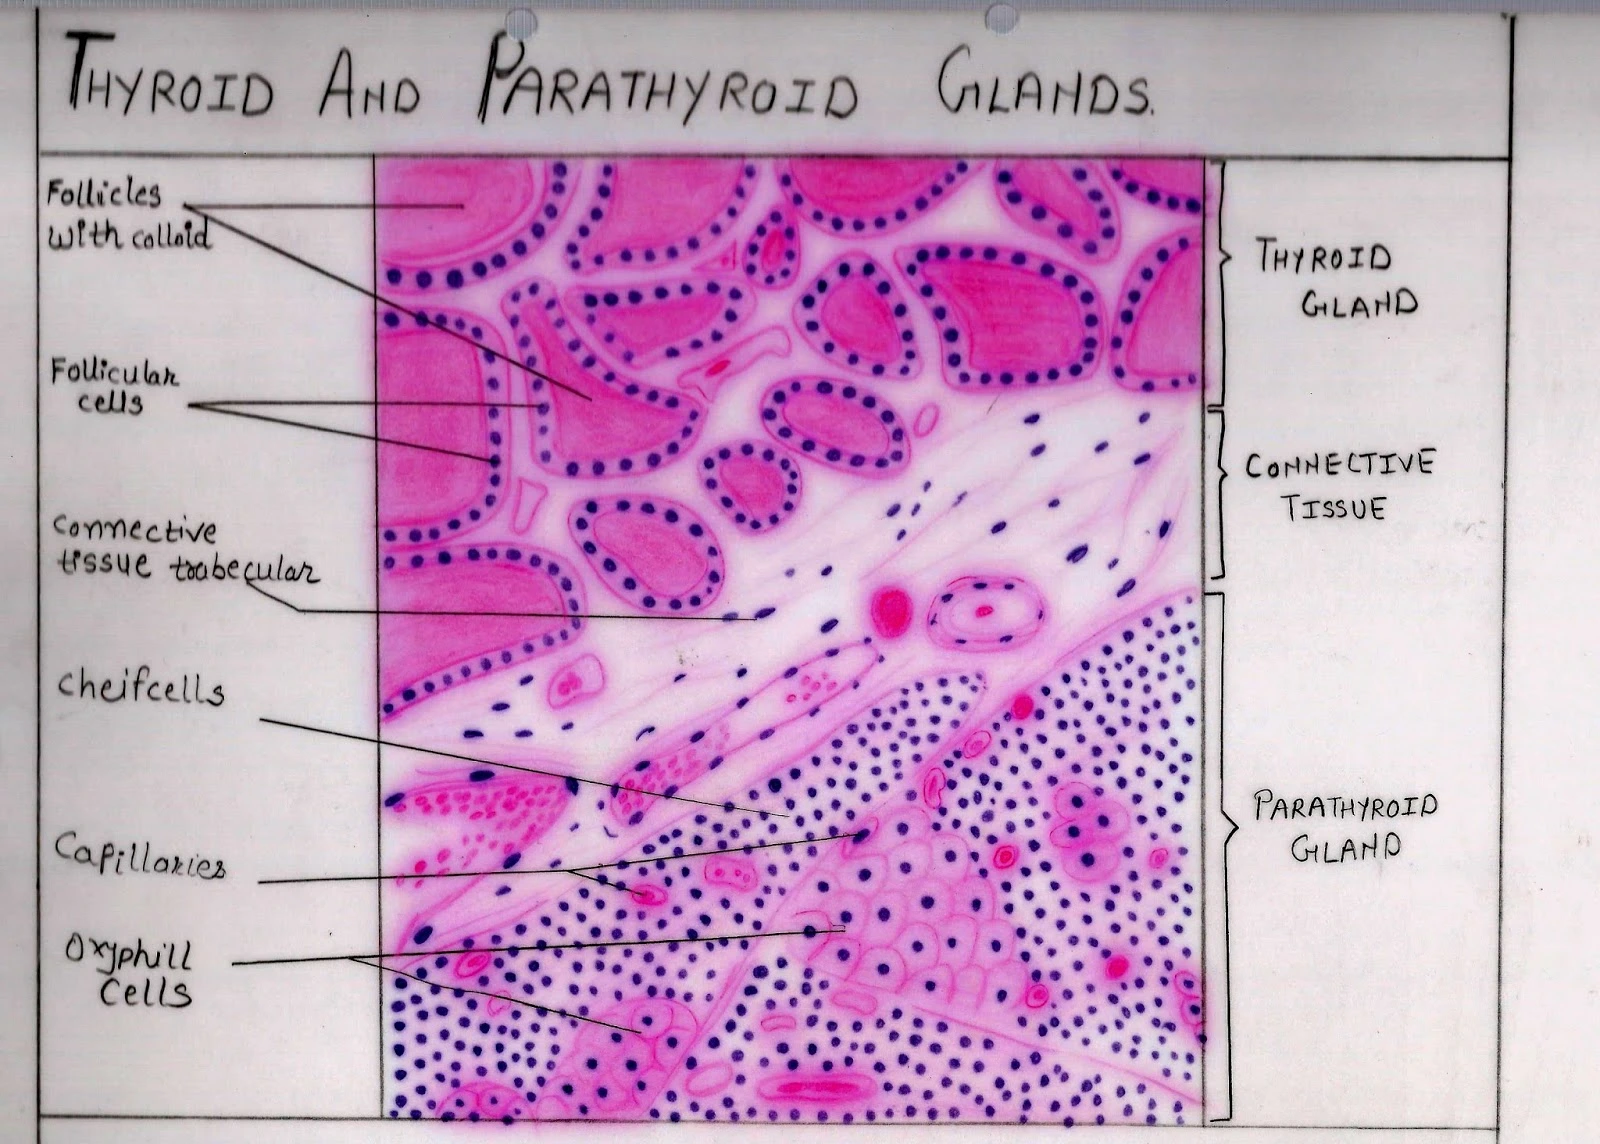 THYROID AND PARATHYROID GLANDS.
Follicles
with colloid
Follicular
cells
Connective
tissue trabecular
Cheifcells
Capillaries
Oxyphill
Cells
THYROID
GLAND
CONNECTIVE
TISSUE
PARATHYROID
GLAND